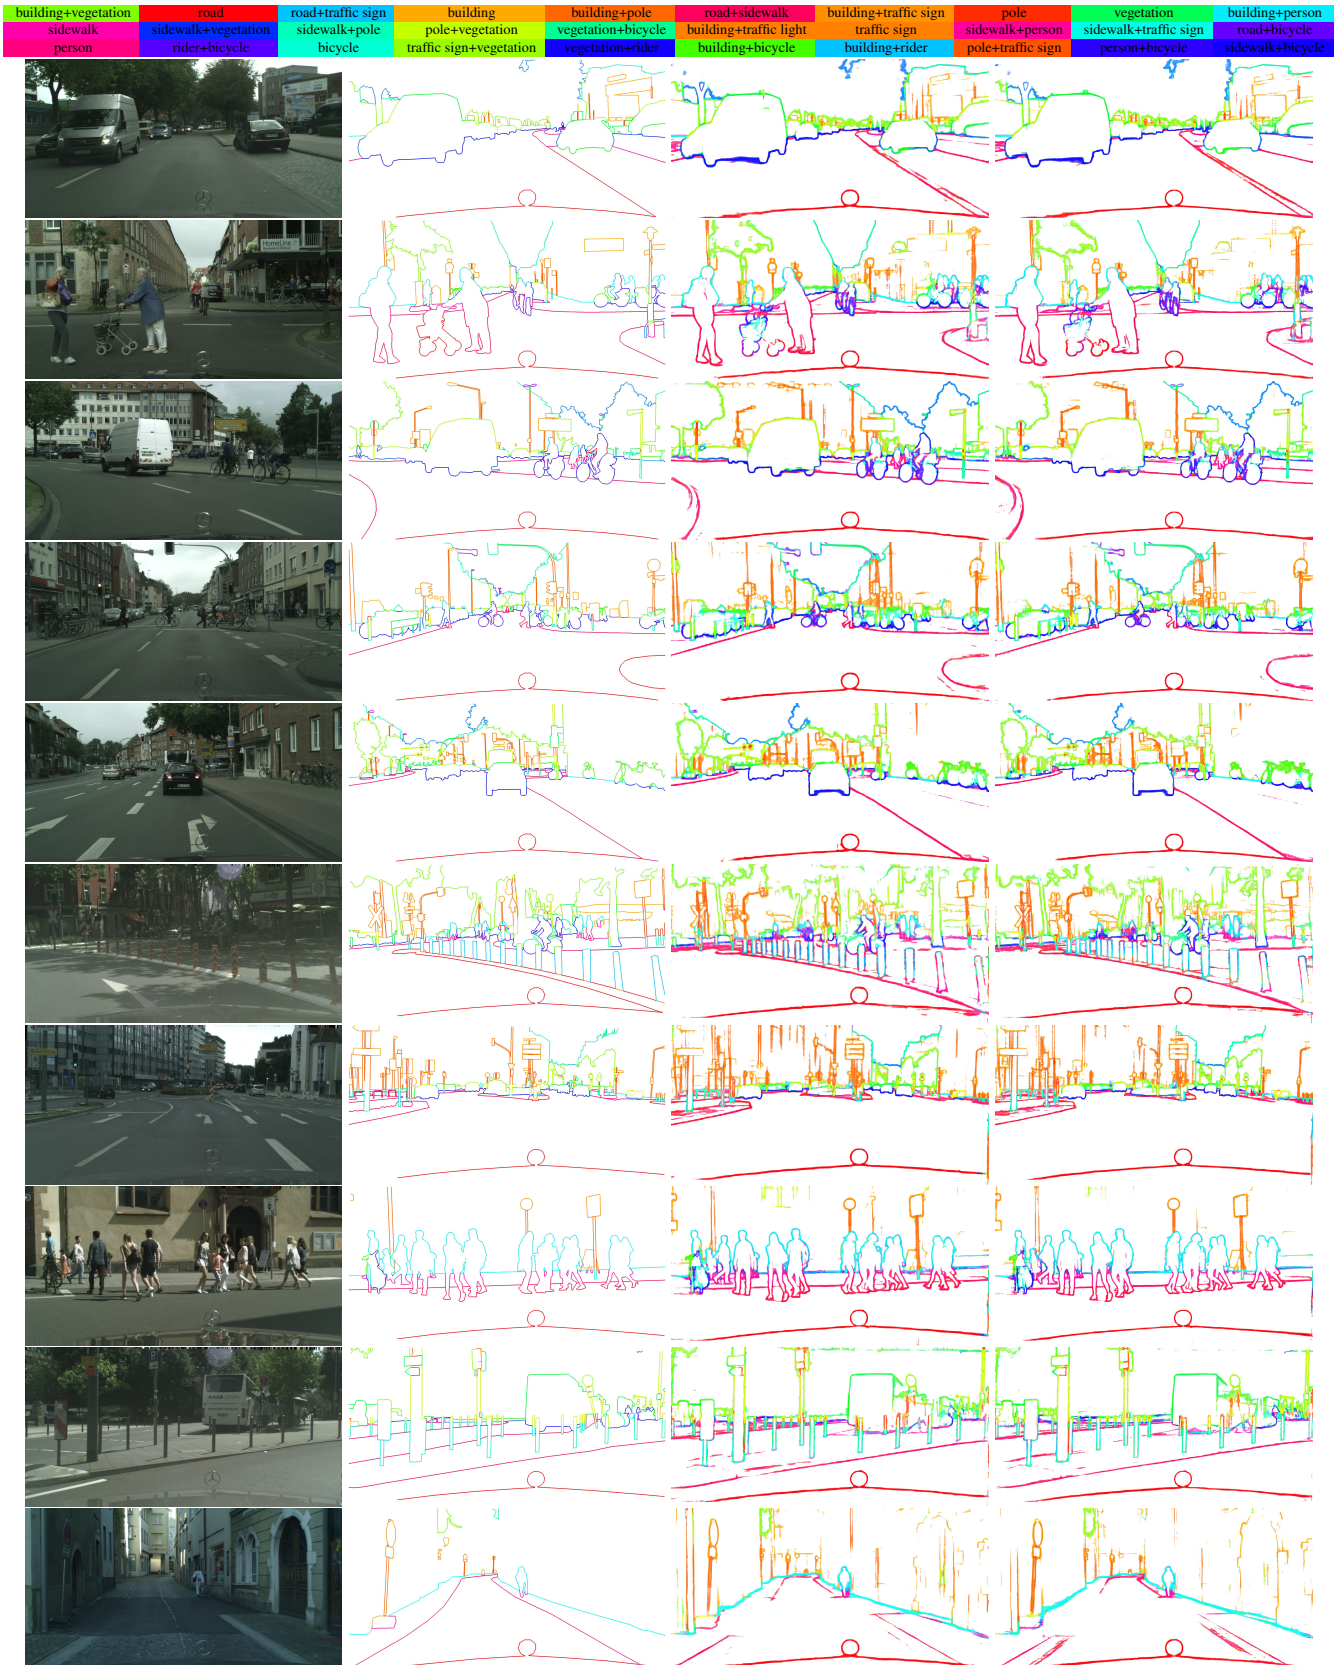 building+vegetation road road+traffic sign building building+pole road+sidewalk building+traffic sign pole vegetation building+person
sidewalk sidewalk+vegetation sidewalk+pole pole+vegetation vegetation+bicycle building+traffic light traffic sign sidewalk+person sidewalk+traffic sign road+bicycle
person rider+bicycle bicycle traffic sign+vegetation vegetation+rider building+bicycle building+rider pole+traffic sign person+bicycle sidewalk+bicycle
HomeLine